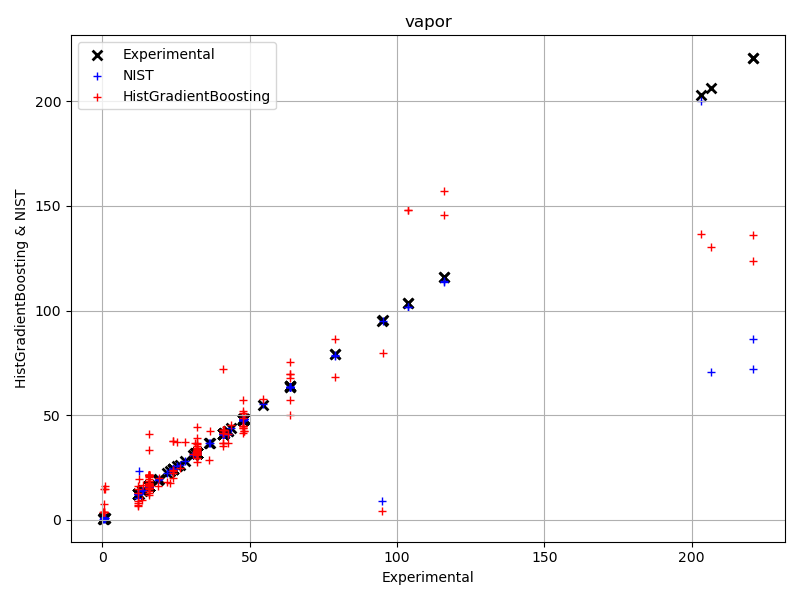 vapor
Experimental
NIST
HistGradientBoosting
HistGradientBoosting & NIST
200
150
100
50
0
0 50 100 150 200
Experimental